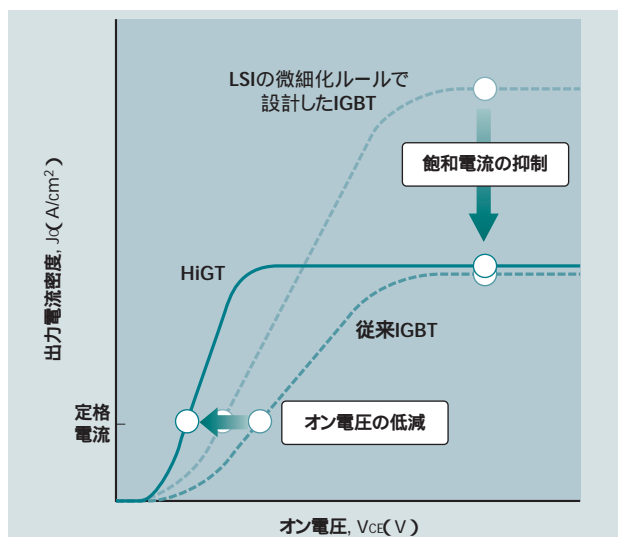 LSIの微細化ルールで
設計したIGBT
飽和電流の抑制
HiGT
従来IGBT
出力電流密度, Jc(A/cm²)
定格
電流
オン電圧の低減
オン電圧, VCE(V)